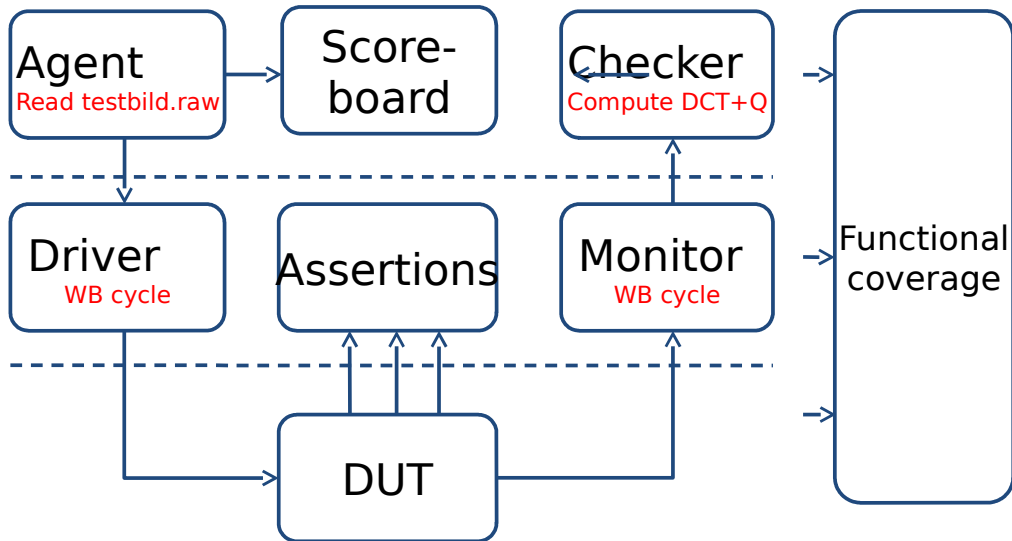 Agent
Read testbild.raw
Score-
board
Checker
Compute DCT+Q
Driver
WB cycle
Assertions
Monitor
WB cycle
Functional
coverage
DUT